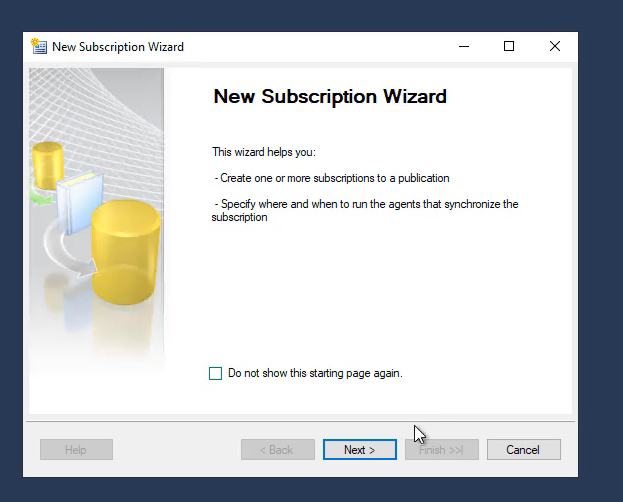 New Subscription Wizard
New Subscription Wizard
This wizard helps you:
- Create one or more subscriptions to a publication
- Specify where and when to run the agents that synchronize the
subscription
Do not show this starting page again.
Help
< Back
Next >
Finish >>|
Cancel